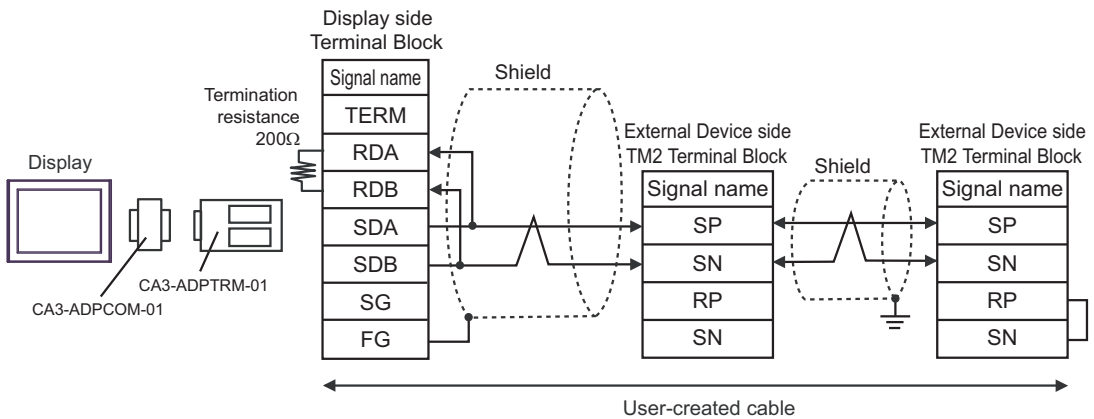 Display side
Terminal Block
Signal name
TERM
RDA
RDB
SDA
SDB
SG
FG
Termination
resistance
200Ω
Shield
Display
CA3-ADPTRM-01
CA3-ADPCOM-01
External Device side
TM2 Terminal Block
Signal name
SP
SN
RP
SN
Shield
External Device side
TM2 Terminal Block
Signal name
SP
SN
RP
SN
User-created cable